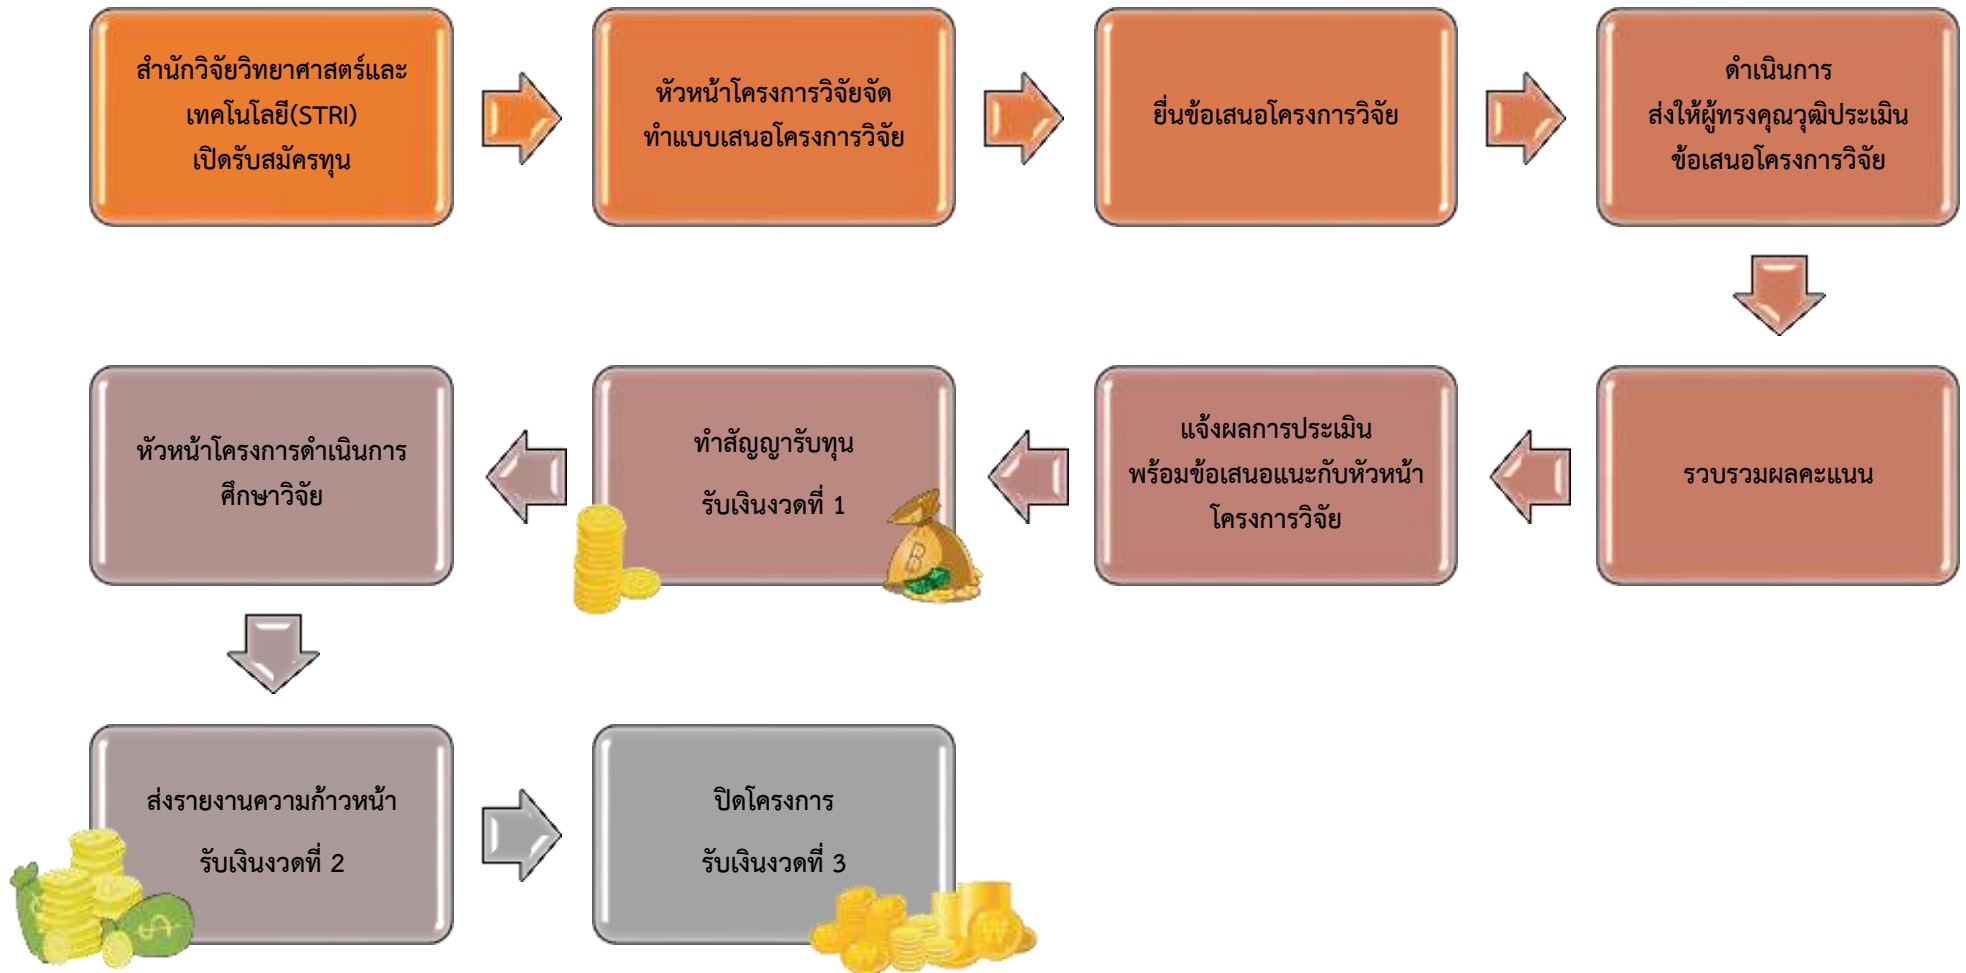 สำนักวิจัยวิทยาศาสตร์และ
เทคโนโลยี(STRI)
เปิดรับสมัครทุน
หัวหน้าโครงการวิจัยจัด
ทำแบบเสนอโครงการวิจัย
ยื่นข้อเสนอโครงการวิจัย
ดำเนินการ
ส่งให้ผู้ทรงคุณวุฒิประเมิน
ข้อเสนอโครงการวิจัย
รวบรวมผลคะแนน
แจ้งผลการประเมิน
พร้อมข้อเสนอแนะกับหัวหน้า
โครงการวิจัย
ทำสัญญารับทุน
รับเงินงวดที่ 1
หัวหน้าโครงการดำเนินการ
ศึกษาวิจัย
ส่งรายงานความก้าวหน้า
รับเงินงวดที่ 2
ปิดโครงการ
รับเงินงวดที่ 3